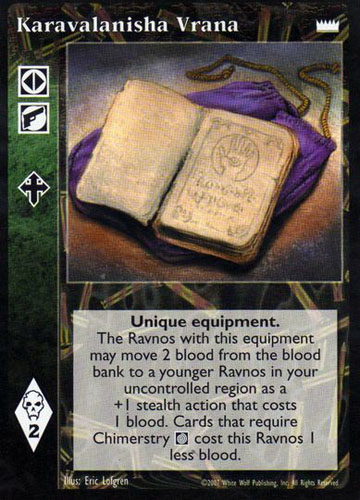 Karavalanisha Vrana
Unique equipment.
The Ravnos with this equipment
may move 2 blood from the blood
bank to a younger Ravnos in your
uncontrolled region as a
+1 stealth action that costs
1 blood. Cards that require
Chimerstry cost this Ravnos 1
less blood.
2
Illus: Eric Lofgren
©2007 White Wolf Publishing, Inc. All Rights Reserved.